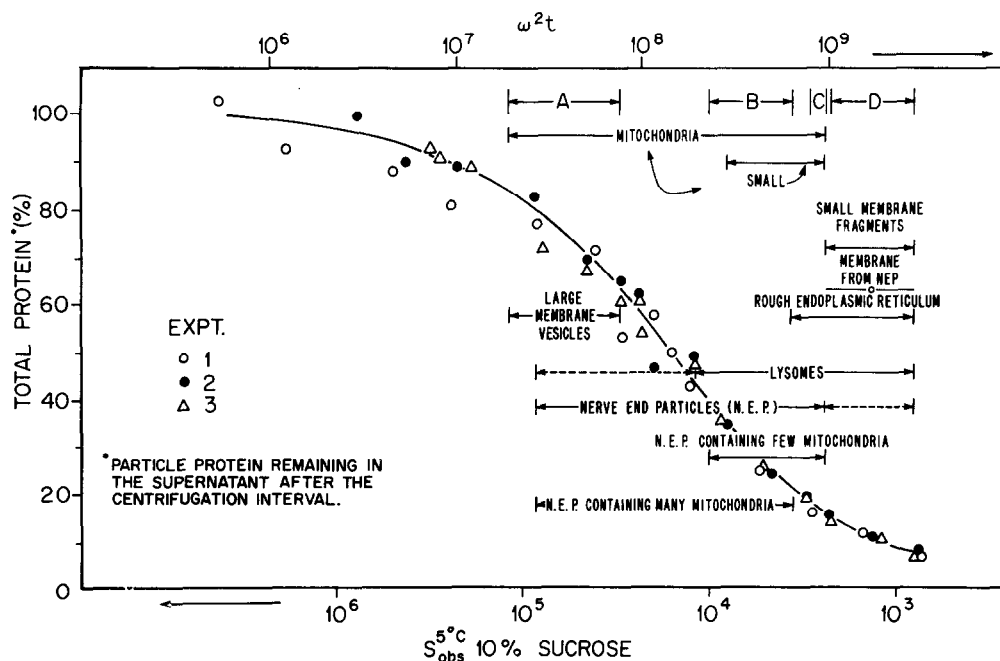 ω²t
10⁶ 10⁷ 10⁸ 10⁹
A B C D
MITOCHONDRIA
SMALL
SMALL MEMBRANE
FRAGMENTS
MEMBRANE
FROM NEP
ROUGH ENDOPLASMIC RETICULUM
LARGE
MEMBRANE
VESICLES
LYSOMES
NERVE END PARTICLES (N.E.P.)
N.E.P. CONTAINING FEW MITOCHONDRIA
N.E.P. CONTAINING MANY MITOCHONDRIA
EXPT.
1
2
3
*PARTICLE PROTEIN REMAINING IN
THE SUPERNATANT AFTER THE
CENTRIFUGATION INTERVAL.
TOTAL PROTEIN* (%)
100
80
60
40
20
0
10⁶ 10⁵ 10⁴ 10³
S obs 5°C 10% SUCROSE